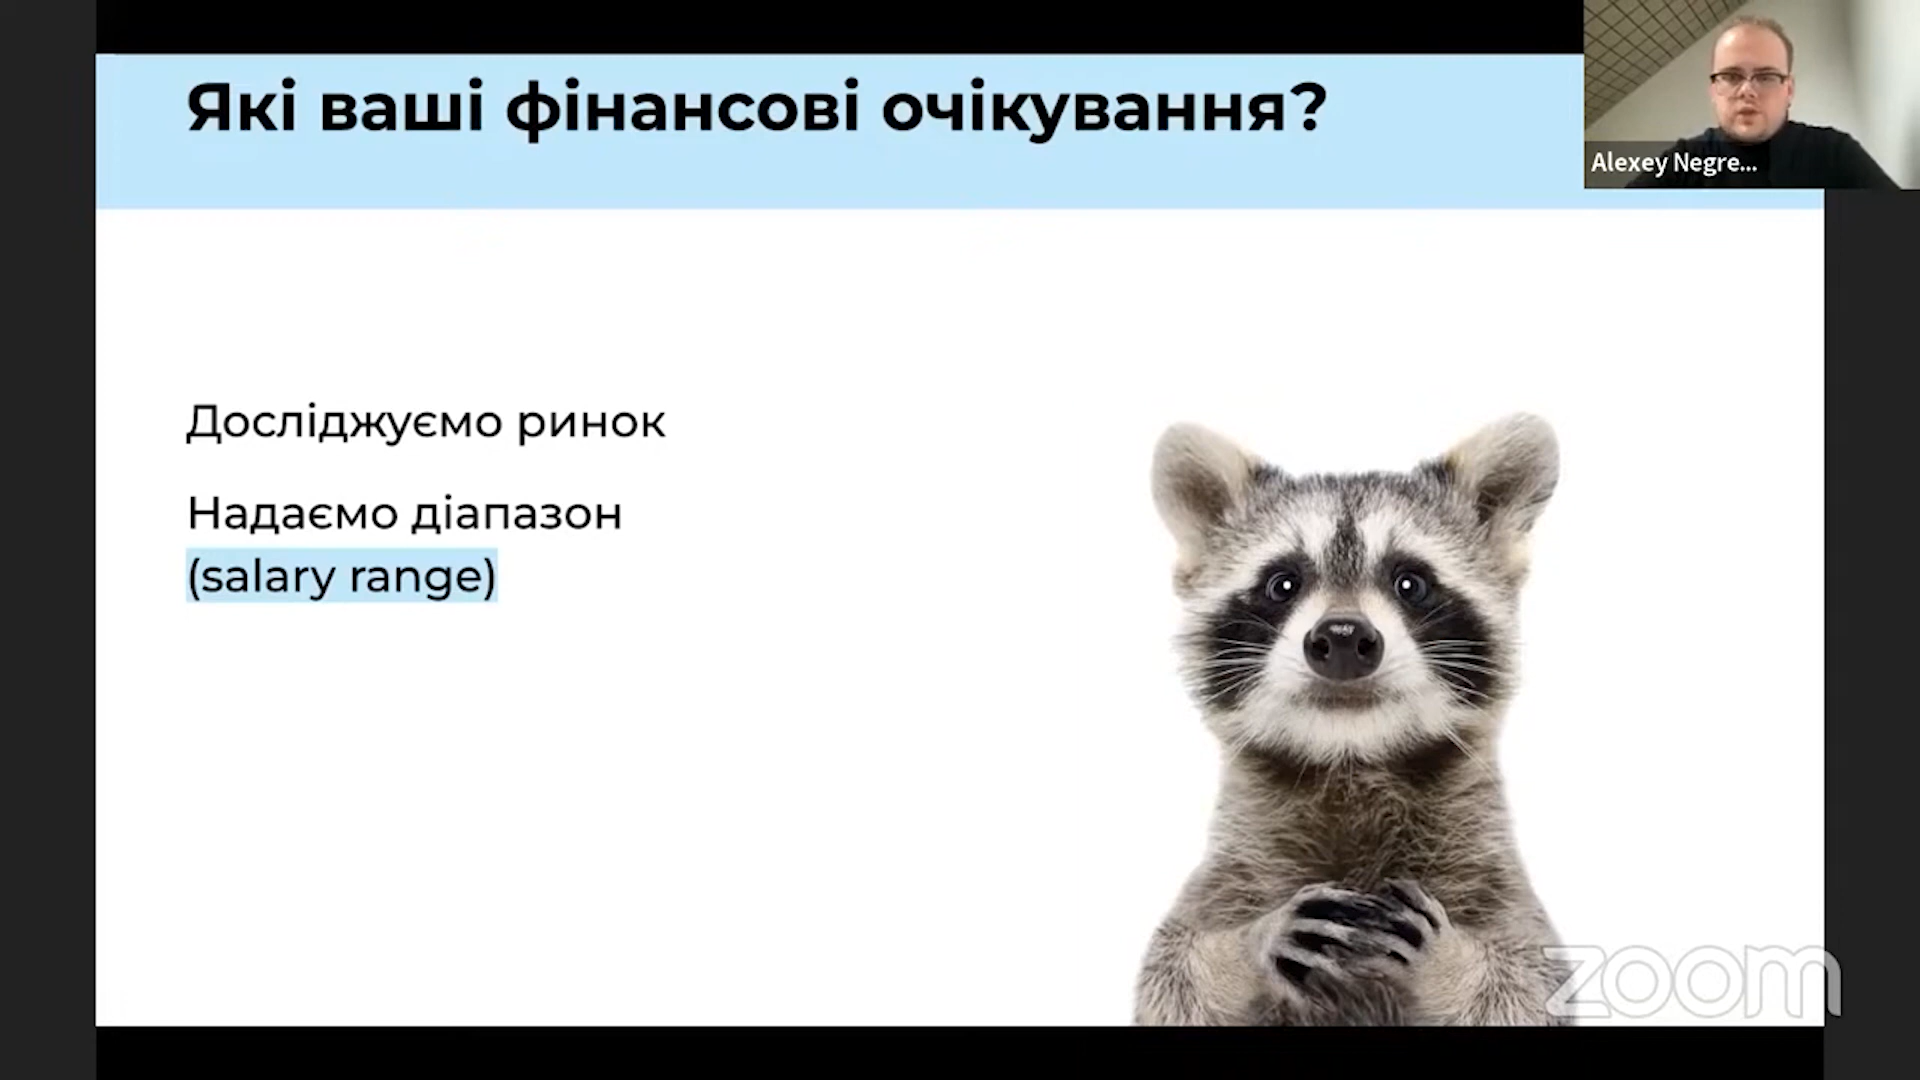 Які ваші фінансові очікування?
Alexey Negre...
Досліджуємо ринок
Надаємо діапазон
(salary range)
zoom